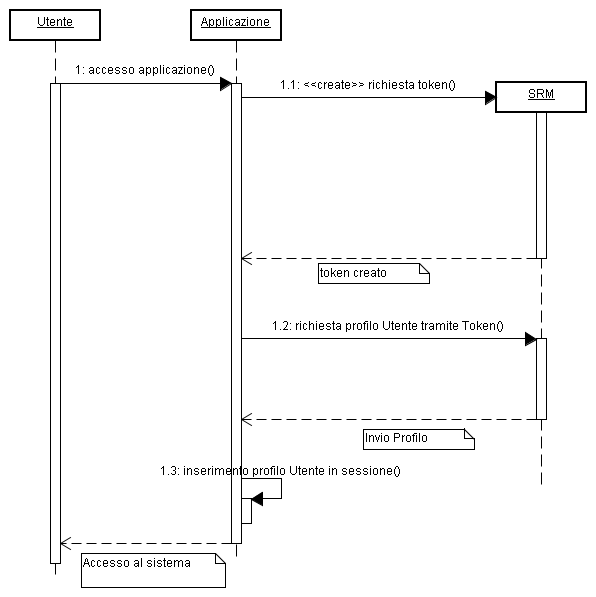 Utente
Applicazione
1: accesso applicazione()
1.1: <<create>> richiesta token()
SRM
token creato
1.2: richiesta profilo Utente tramite Token()
Invio Profilo
1.3: inserimento profilo Utente in sessione()
Accesso al sistema